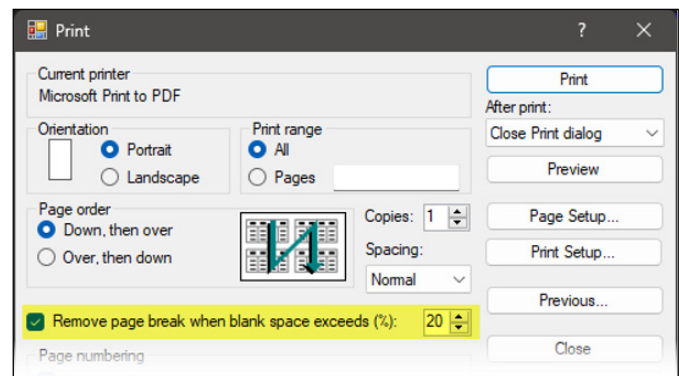 Print
?
Current printer
Microsoft Print to PDF
Print
After print:
Close Print dialog
Orientation
Portrait
Landscape
Print range
All
Pages
Preview
Page order
Down, then over
Over, then down
Copies: 1
Spacing:
Normal
Page Setup...
Print Setup...
Previous...
Remove page break when blank space exceeds (%): 20
Page numbering
Close